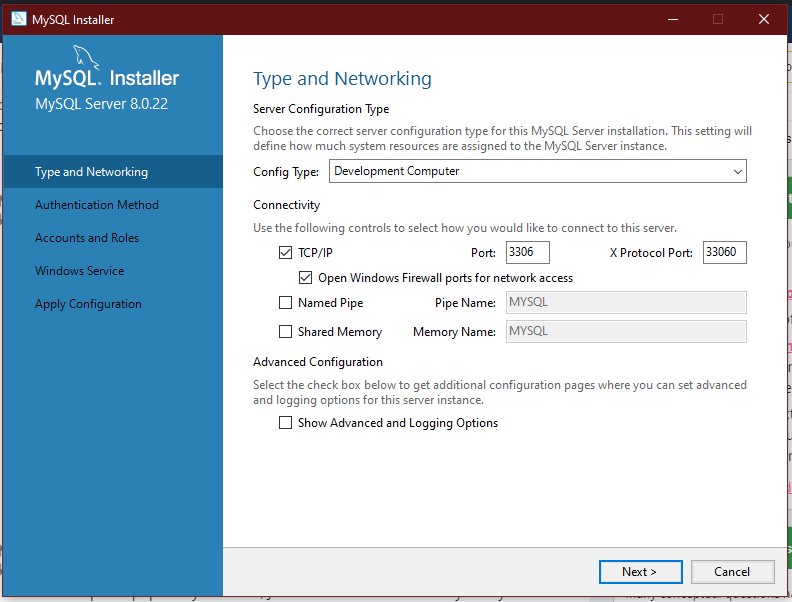 MySQL Installer
MySQL. Installer
MySQL Server 8.0.22
Type and Networking
Authentication Method
Accounts and Roles
Windows Service
Apply Configuration
Type and Networking
Server Configuration Type
Choose the correct server configuration type for this MySQL Server installation. This setting will
define how much system resources are assigned to the MySQL Server instance.
Config Type: Development Computer
Connectivity
Use the following controls to select how you would like to connect to this server.
TCP/IP Port: 3306 X Protocol Port: 33060
Open Windows Firewall ports for network access
Named Pipe Pipe Name: MYSQL
Shared Memory Memory Name: MYSQL
Advanced Configuration
Select the check box below to get additional configuration pages where you can set advanced
and logging options for this server instance.
Show Advanced and Logging Options
Next > Cancel